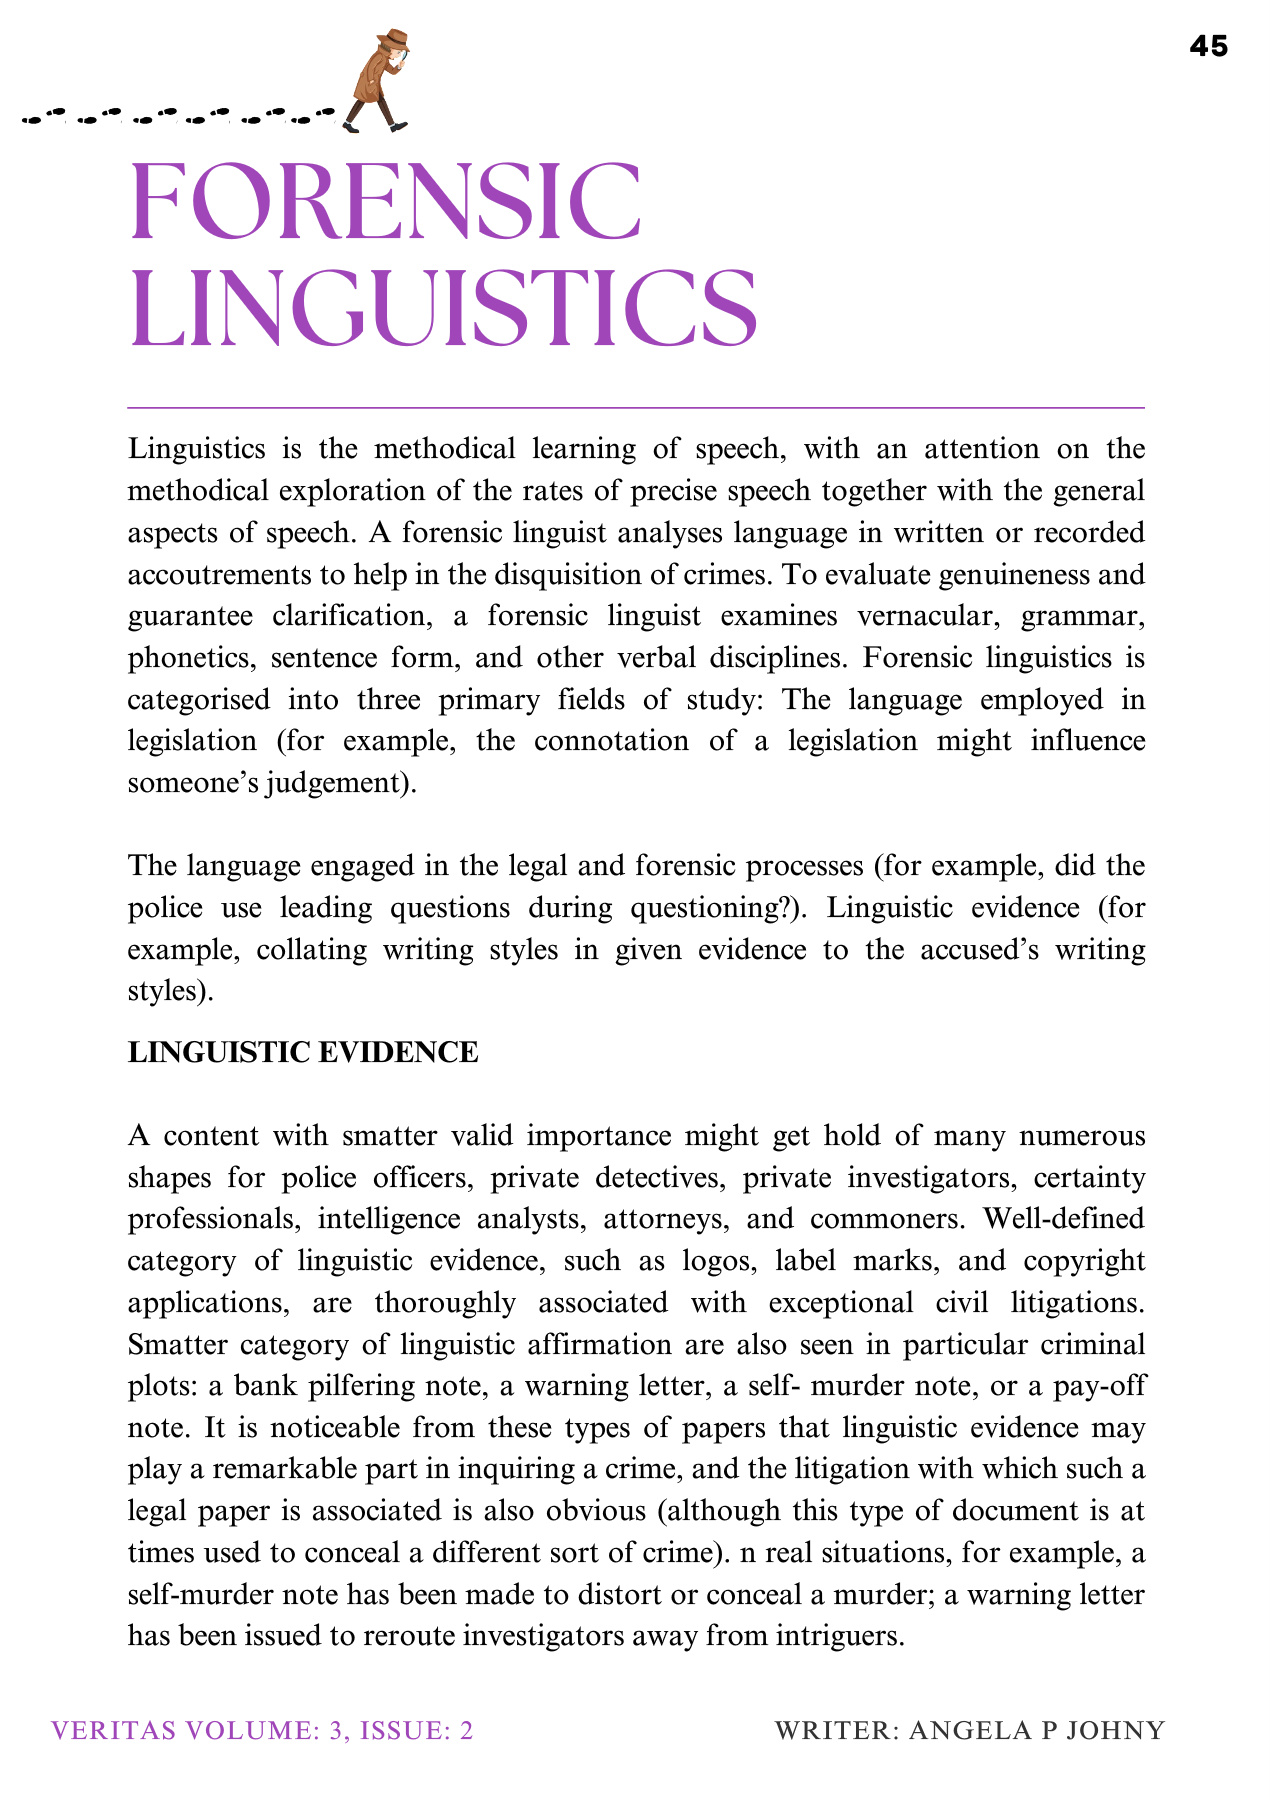 45
FORENSIC
LINGUISTICS
Linguistics is the methodical learning of speech, with an attention on the
methodical exploration of the rates of precise speech together with the general
aspects of speech. A forensic linguist analyses language in written or recorded
accoutrements to help in the disquisition of crimes. To evaluate genuineness and
guarantee clarification, a forensic linguist examines vernacular, grammar,
phonetics, sentence form, and other verbal disciplines. Forensic linguistics is
categorised into three primary fields of study: The language employed in
legislation (for example, the connotation of a legislation might influence
someone’s judgement).
The language engaged in the legal and forensic processes (for example, did the
police use leading questions during questioning?). Linguistic evidence (for
example, collating writing styles in given evidence to the accused’s writing
styles).
LINGUISTIC EVIDENCE
A content with smatter valid importance might get hold of many numerous
shapes for police officers, private detectives, private investigators, certainty
professionals, intelligence analysts, attorneys, and commoners. Well-defined
category of linguistic evidence, such as logos, label marks, and copyright
applications, are thoroughly associated with exceptional civil litigations.
Smatter category of linguistic affirmation are also seen in particular criminal
plots: a bank pilfering note, a warning letter, a self- murder note, or a pay-off
note. It is noticeable from these types of papers that linguistic evidence may
play a remarkable part in inquiring a crime, and the litigation with which such a
legal paper is associated is also obvious (although this type of document is at
times used to conceal a different sort of crime). n real situations, for example, a
self-murder note has been made to distort or conceal a murder; a warning letter
has been issued to reroute investigators away from intriguers.
VERITAS VOLUME: 3, ISSUE: 2
WRITER: ANGELA P JOHNY